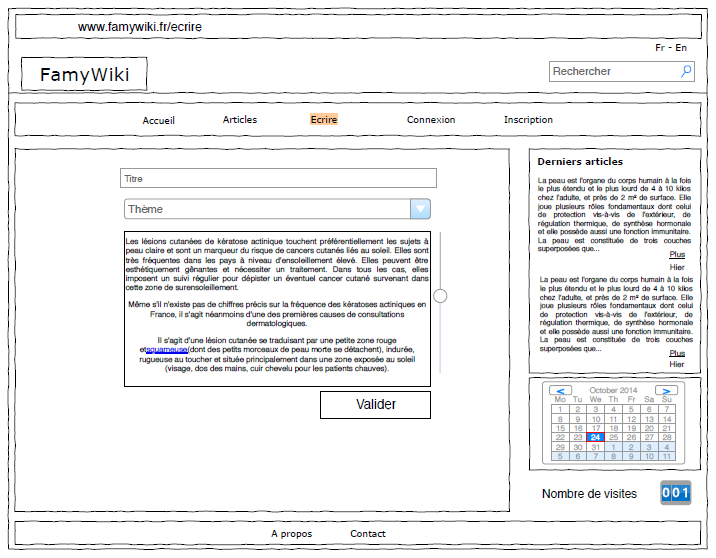 www.famywiki.fr/ecrire
Fr - En
FamyWiki
Rechercher
Accueil
Articles
Ecrire
Connexion
Inscription
Titre
Thème
Les lésions cutanées de kératose actinique touchent préférentiellement les sujets à
peau claire et sont un marqueur du risque de cancers cutanés liés au soleil. Elles sont
très fréquentes dans les pays à niveau d'ensoleillement élevé. Elles peuvent être
esthétiquement gênantes et nécessiter un traitement. Dans tous les cas, elles
imposent un suivi régulier pour dépister un éventuel cancer cutané survenant dans
cette zone de surensoleillement.
Même s'il n'existe pas de chiffres précis sur la fréquence des kératoses actiniques en
France, il s'agit néanmoins d'une des premières causes de consultations
dermatologiques.
Il s'agit d'une lésion cutanée se traduisant par une petite zone rouge
etsquameuse(dont des petits morceaux de peau morte se détachent), indurée,
rugueuse au toucher et située principalement dans une zone exposée au soleil
(visage, dos des mains, cuir chevelu pour les patients chauves).
Valider
Derniers articles
La peau est l'organe du corps humain à la fois
le plus étendu et le plus lourd de 4 à 10 kilos
chez l'adulte, et près de 2 m² de surface. Elle
joue plusieurs rôles fondamentaux dont celui
de protection vis-à-vis de l'extérieur, de
régulation thermique, de synthèse hormonale
et elle possède aussi une fonction immunitaire.
La peau est constituée de trois couches
superposées que...
Plus
Hier
La peau est l'organe du corps humain à la fois
le plus étendu et le plus lourd de 4 à 10 kilos
chez l'adulte, et près de 2 m² de surface. Elle
joue plusieurs rôles fondamentaux dont celui
de protection vis-à-vis de l'extérieur, de
régulation thermique, de synthèse hormonale
et elle possède aussi une fonction immunitaire.
La peau est constituée de trois couches
superposées que...
Plus
Hier
< October 2014 >
Mo Tu We Th Fr Sa Su
1 2 3 4 5 6 7
8 9 10 11 12 13 14
15 16 17 18 19 20 21
22 23 24 25 26 27 28
29 30 31 1 2 3 4
5 6 7 8 9 10 11
Nombre de visites
001
A propos
Contact